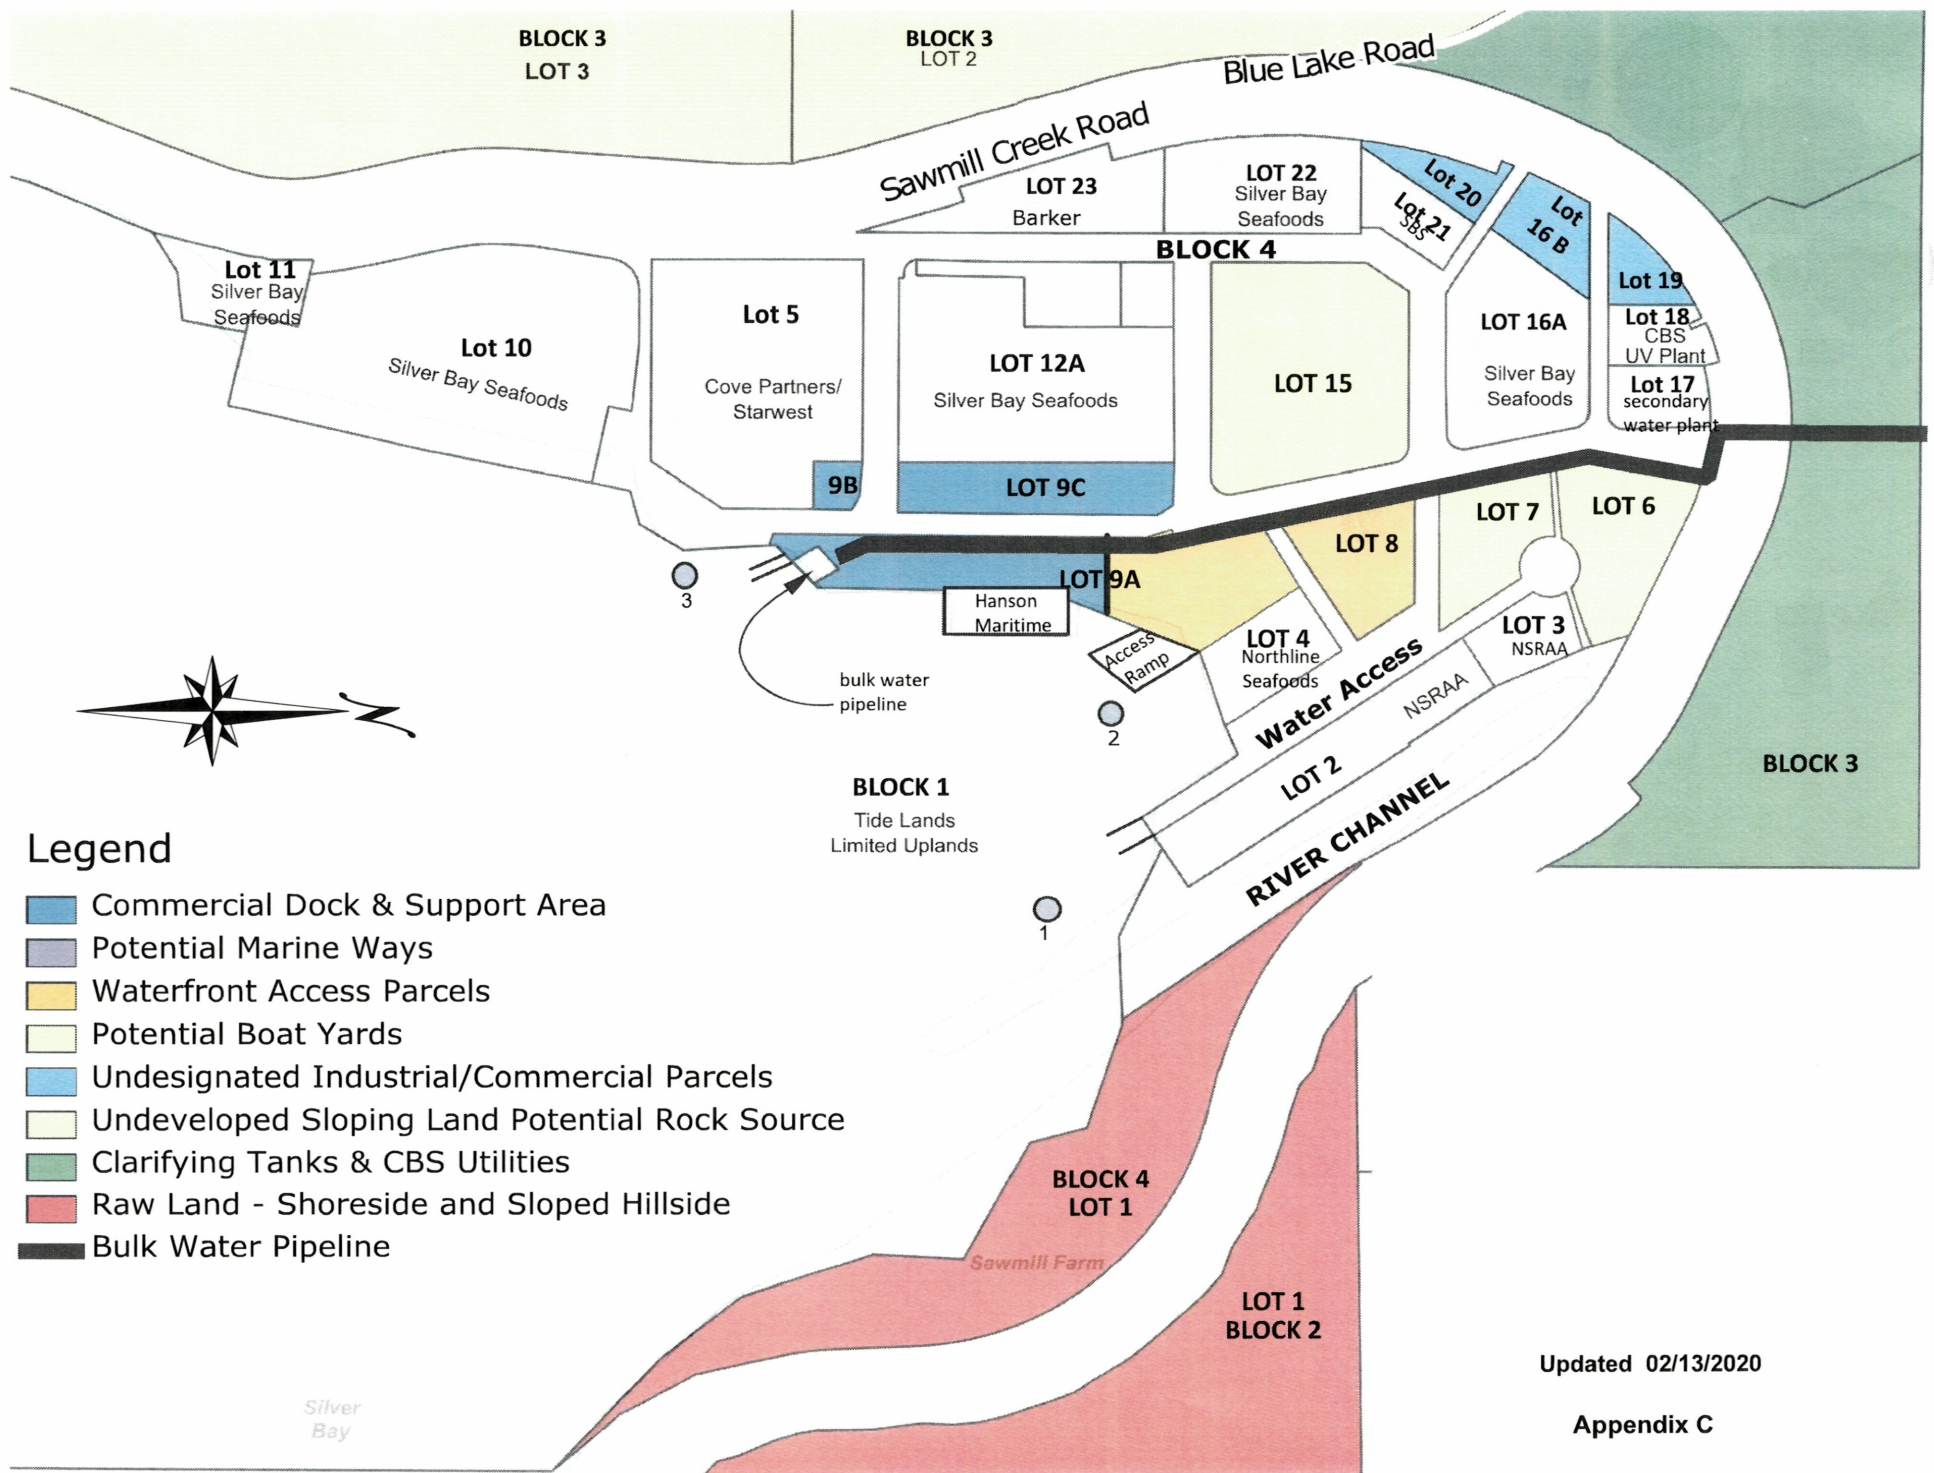 BLOCK 3
LOT 3
BLOCK 3
LOT 2
Blue Lake Road
Sawmill Creek Road
LOT 23
Barker
LOT 22
Silver Bay
Seafoods
Lot 20
Lot 21
SBS
Lot
16 B
Lot 19
BLOCK 4
Lot 11
Silver Bay
Seafoods
Lot 10
Silver Bay Seafoods
Lot 5
Cove Partners/
Starwest
LOT 12A
Silver Bay Seafoods
LOT 15
LOT 16A
Silver Bay
Seafoods
Lot 18
CBS
UV Plant
Lot 17
secondary
water plant
9B
LOT 9C
LOT 7
LOT 6
LOT 8
LOT 9A
Hanson
Maritime
3
Access
Ramp
LOT 4
Northline
Seafoods
LOT 3
NSRAA
bulk water
pipeline
2
Water Access
NSRAA
LOT 2
RIVER CHANNEL
BLOCK 3
N
BLOCK 1
Tide Lands
Limited Uplands
1
Legend
Commercial Dock & Support Area
Potential Marine Ways
Waterfront Access Parcels
Potential Boat Yards
Undesignated Industrial/Commercial Parcels
Undeveloped Sloping Land Potential Rock Source
Clarifying Tanks & CBS Utilities
Raw Land - Shoreside and Sloped Hillside
Bulk Water Pipeline
BLOCK 4
LOT 1
Sawmill Farm
LOT 1
BLOCK 2
Silver
Bay
Updated 02/13/2020
Appendix C